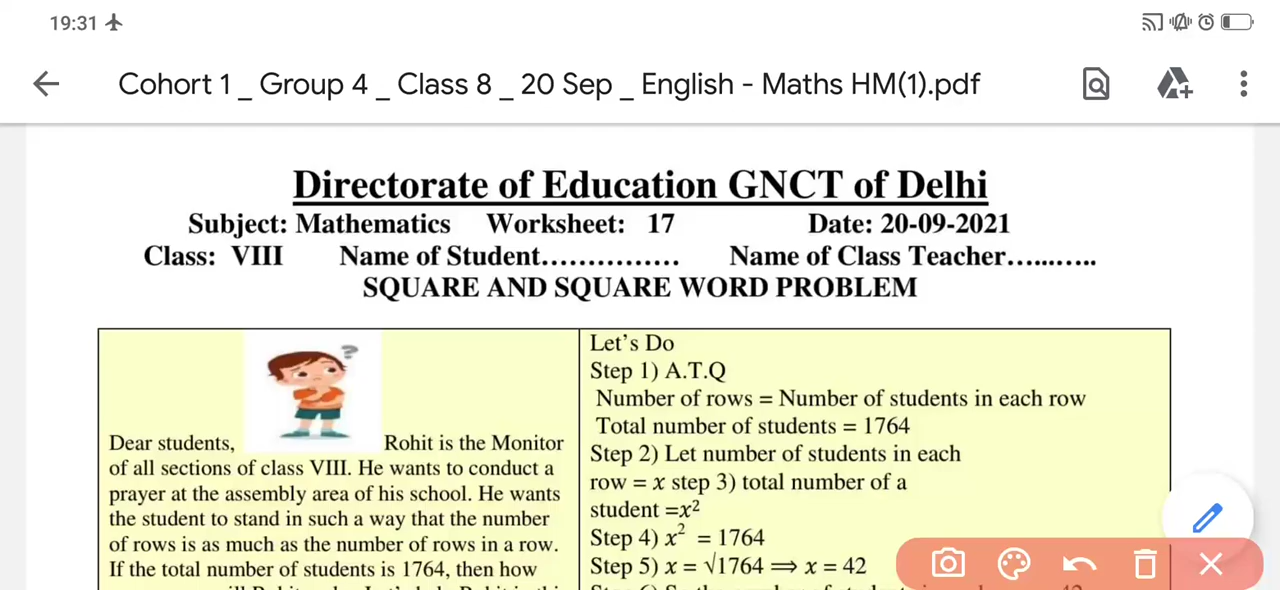 19:31
Cohort 1 _ Group 4 _ Class 8 _ 20 Sep _ English - Maths HM(1).pdf
Directorate of Education GNCT of Delhi
Subject: Mathematics Worksheet: 17 Date: 20-09-2021
Class: VIII Name of Student............... Name of Class Teacher...........
SQUARE AND SQUARE WORD PROBLEM
Dear students, Rohit is the Monitor
of all sections of class VIII. He wants to conduct a
prayer at the assembly area of his school. He wants
the student to stand in such a way that the number
of rows is as much as the number of rows in a row.
If the total number of students is 1764, then how
Let's Do
Step 1) A.T.Q
Number of rows = Number of students in each row
Total number of students = 1764
Step 2) Let number of students in each
row = x step 3) total number of a
student =x²
Step 4) x² = 1764
Step 5) x = √1764 ⟹ x = 42